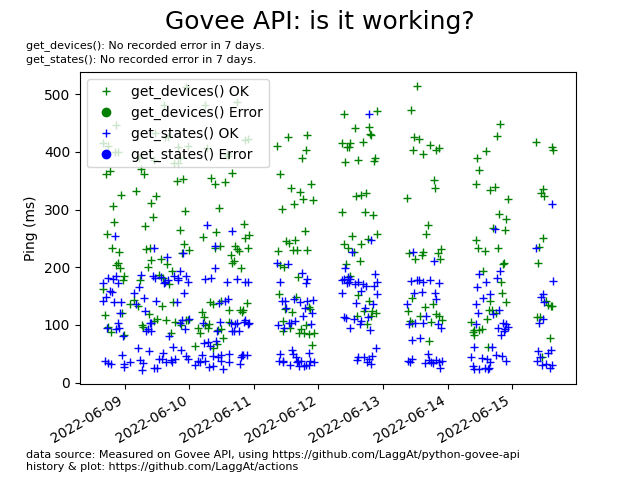 Govee API: is it working?
get_devices(): No recorded error in 7 days.
get_states(): No recorded error in 7 days.
get_devices() OK
get_devices() Error
get_states() OK
get_states() Error
Ping (ms)
500
400
300
200
100
0
2022-06-09
2022-06-10
2022-06-11
2022-06-12
2022-06-13
2022-06-14
2022-06-15
data source: Measured on Govee API, using https://github.com/LaggAt/python-govee-api
history & plot: https://github.com/LaggAt/actions